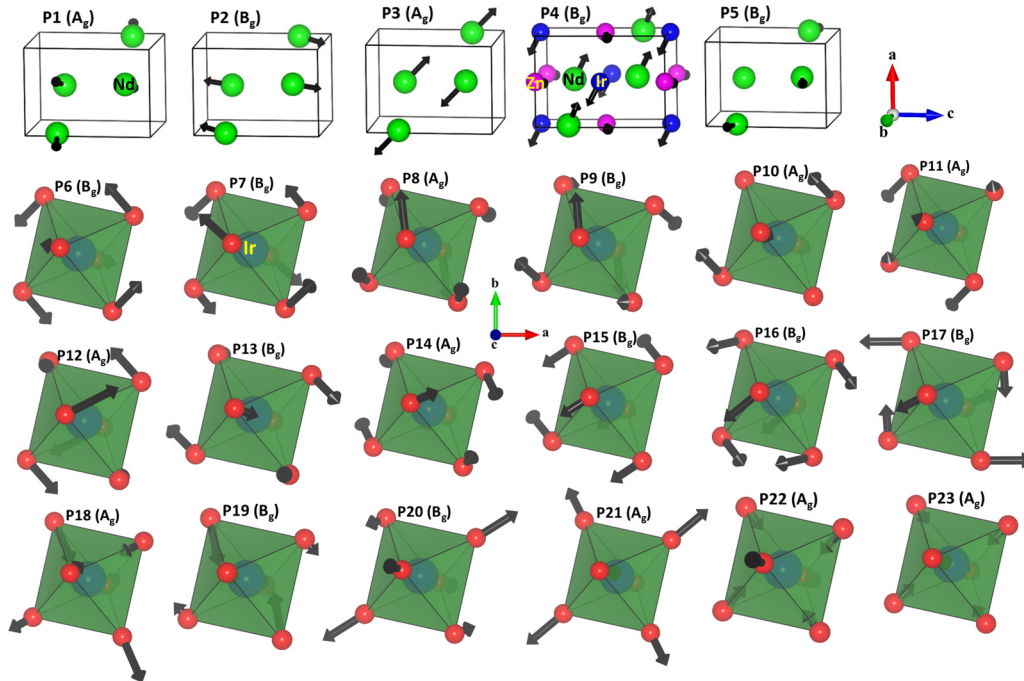 P1 (Ag) P2 (Bg) P3 (Ag) P4 (Bg) P5 (Bg)
a
Nd Zn Nd Ir
b c
P6 (Bg) P7 (Bg) P8 (Ag) P9 (Bg) P10 (Ag) P11 (Ag)
Ir
b
a
c
P12 (Ag) P13 (Bg) P14 (Ag) P15 (Bg) P16 (Bg) P17 (Bg)
P18 (Ag) P19 (Bg) P20 (Bg) P21 (Ag) P22 (Ag) P23 (Ag)